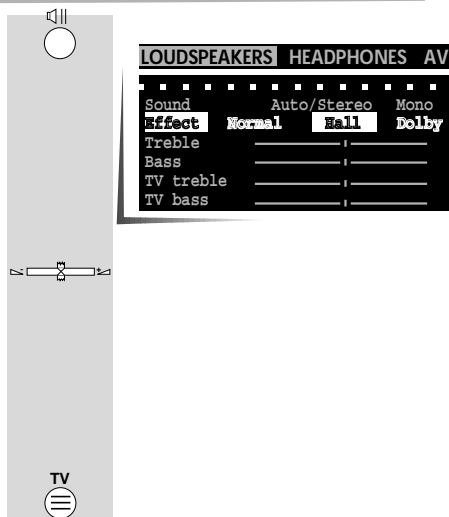 LOUDSPEAKERS HEADPHONES AV
Sound Auto/Stereo Mono
Effect Normal Hall Dolby
Treble
Bass
TV treble
TV bass
TV